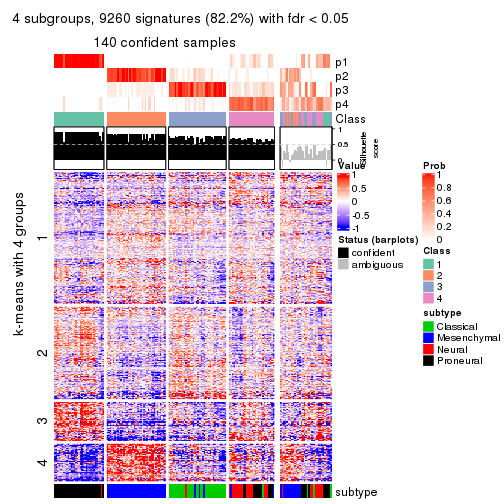 4 subgroups, 9260 signatures (82.2%) with fdr < 0.05
140 confident samples
p1
p2
p3
p4
Class
1
0.5
0
Silhouette
score
k-means with 4 groups
1
2
3
4
subtype
Value
1
0.5
0
-0.5
-1
Status (barplots)
confident
ambiguous
Prob
1
0.8
0.6
0.4
0.2
0
Class
1
2
3
4
subtype
Classical
Mesenchymal
Neural
Proneural